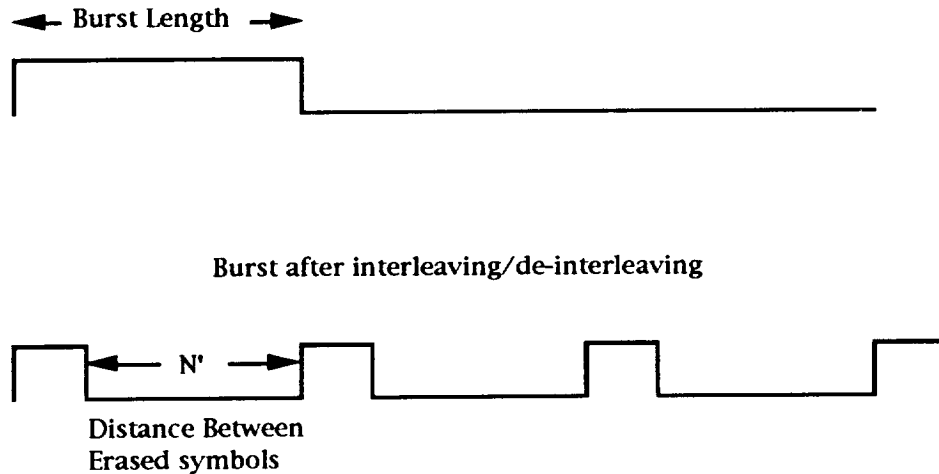 Burst Length
Burst after interleaving/de-interleaving
N'
Distance Between
Erased symbols